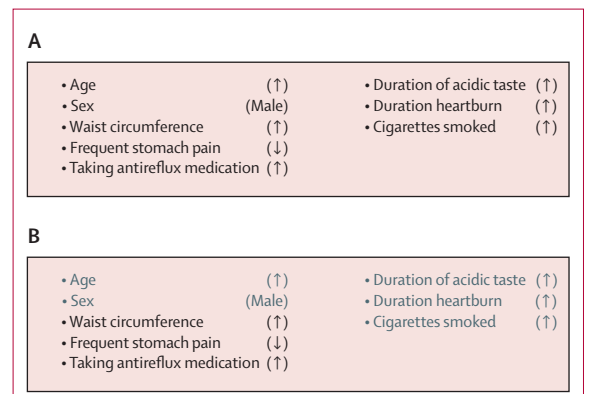 A
• Age (↑)
• Sex (Male)
• Waist circumference (↑)
• Frequent stomach pain (↓)
• Taking antireflux medication (↑)
• Duration of acidic taste (↑)
• Duration heartburn (↑)
• Cigarettes smoked (↑)
B
• Age (↑)
• Sex (Male)
• Waist circumference (↑)
• Frequent stomach pain (↓)
• Taking antireflux medication (↑)
• Duration of acidic taste (↑)
• Duration heartburn (↑)
• Cigarettes smoked (↑)